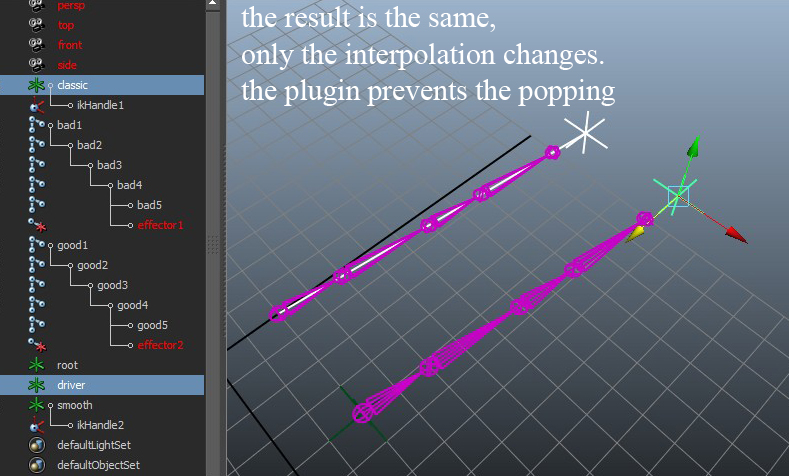 persp
top
front
side
classic
ikHandle1
bad1
bad2
bad3
bad4
bad5
effector1
good1
good2
good3
good4
good5
effector2
root
driver
smooth
ikHandle2
defaultLightSet
defaultObjectSet
the result is the same,
only the interpolation changes.
the plugin prevents the popping